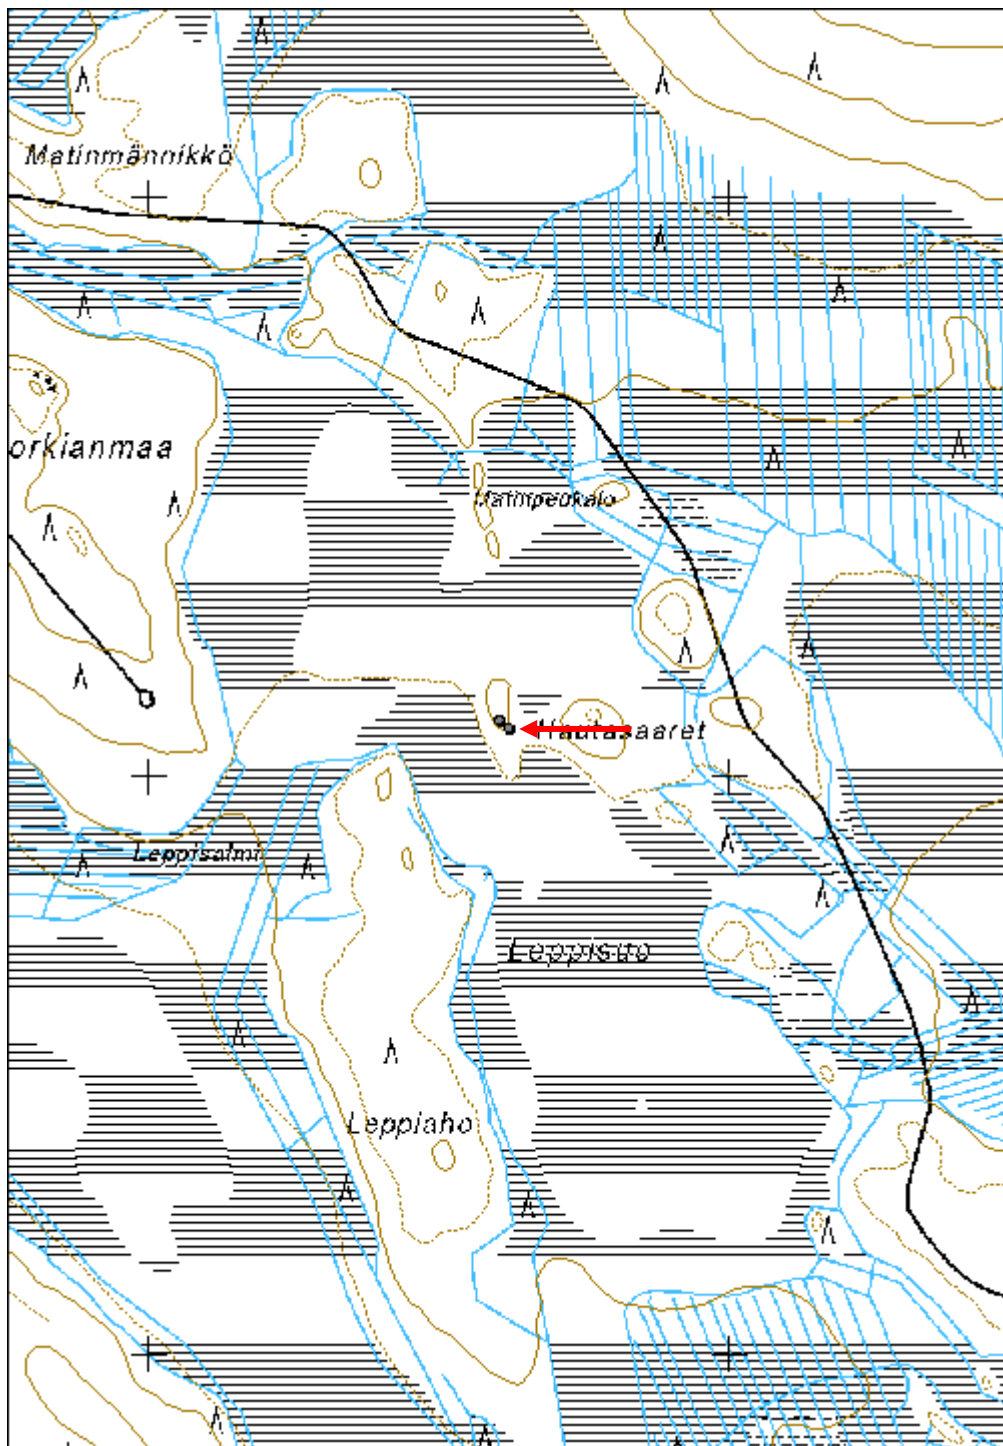 Matinmännikkö
orkianmaa
Matinpeukalo
Hautasaaret
Leppisalmi
Leppisuo
Leppiaho